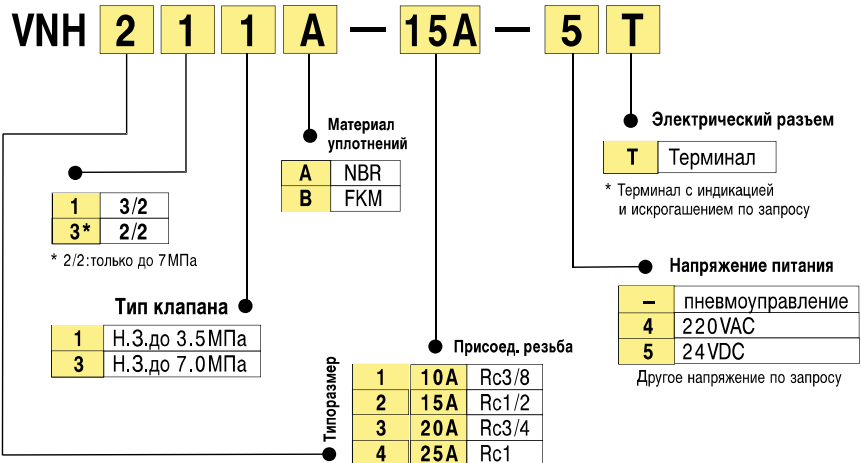 VNH 2 1 1 A – 15A – 5 T
Материал
уплотнений
A NBR
B FKM
Электрический разъем
T Терминал
* Терминал с индикацией
и искрогашением по запросу
1 3/2
3* 2/2
* 2/2:только до 7МПа
Напряжение питания
– пневмоуправление
4 220VAC
5 24VDC
Другое напряжение по запросу
Тип клапана
1 Н.З.до 3.5МПа
3 Н.З.до 7.0МПа
Присоед. резьба
Типоразмер
1 10A Rc3/8
2 15A Rc1/2
3 20A Rc3/4
4 25A Rc1